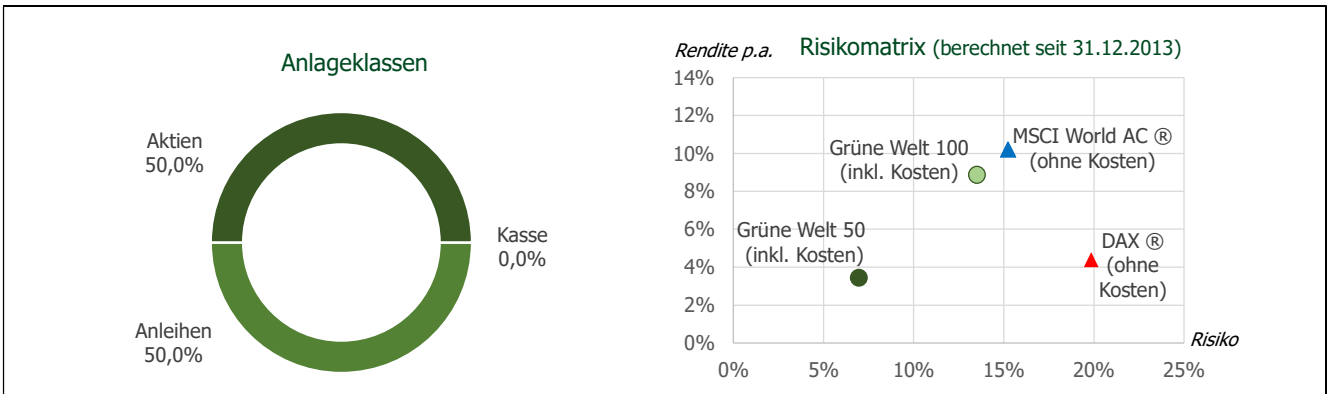 Anlageklassen
Aktien
50,0%
Kasse
0,0%
Anleihen
50,0%
Rendite p.a.
Risikomatrix (berechnet seit 31.12.2013)
14%
12%
10%
8%
6%
4%
2%
0%
MSCI World AC ®
(ohne Kosten)
Grüne Welt 100
(inkl. Kosten)
Grüne Welt 50
(inkl. Kosten)
DAX ®
(ohne
Kosten)
Risiko
0%
5%
10%
15%
20%
25%